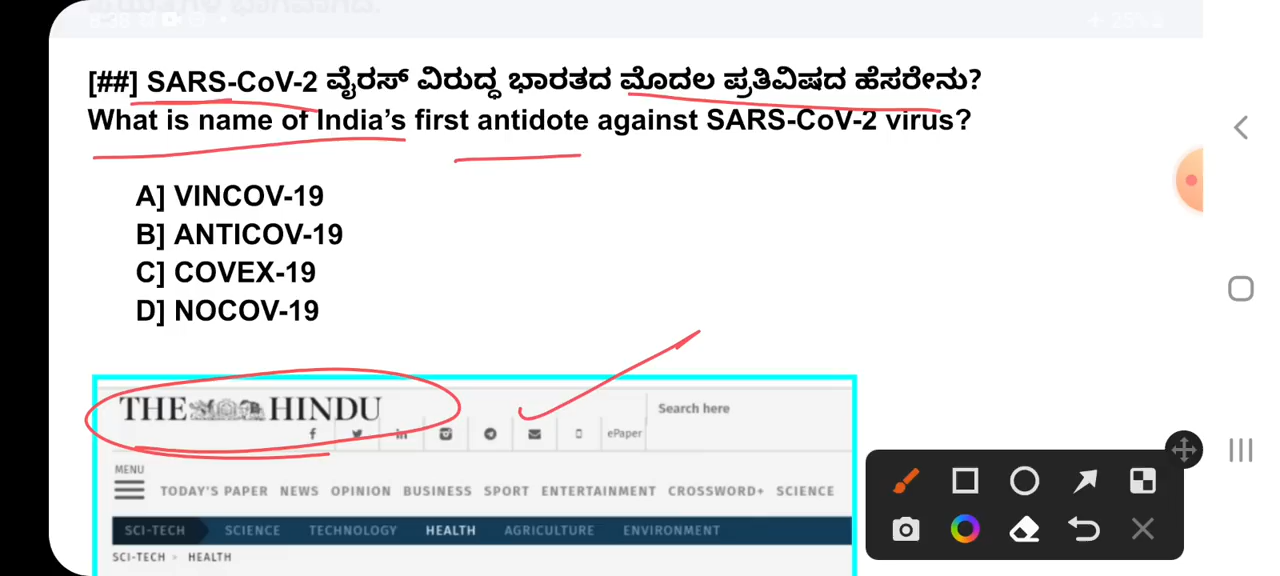 [##] SARS-CoV-2 ವೈರಸ್ ವಿರುದ್ಧ ಭಾರತದ ಮೊದಲ ಪ್ರತಿವಿಷದ ಹೆಸರೇನು?
What is name of India's first antidote against SARS-CoV-2 virus?
A] VINCOV-19
B] ANTICOV-19
C] COVEX-19
D] NOCOV-19
THE HINDU
Search here
ePaper
MENU
TODAY'S PAPER NEWS OPINION BUSINESS SPORT ENTERTAINMENT CROSSWORD+ SCIENCE
SCI-TECH SCIENCE TECHNOLOGY HEALTH AGRICULTURE ENVIRONMENT
SCI-TECH » HEALTH